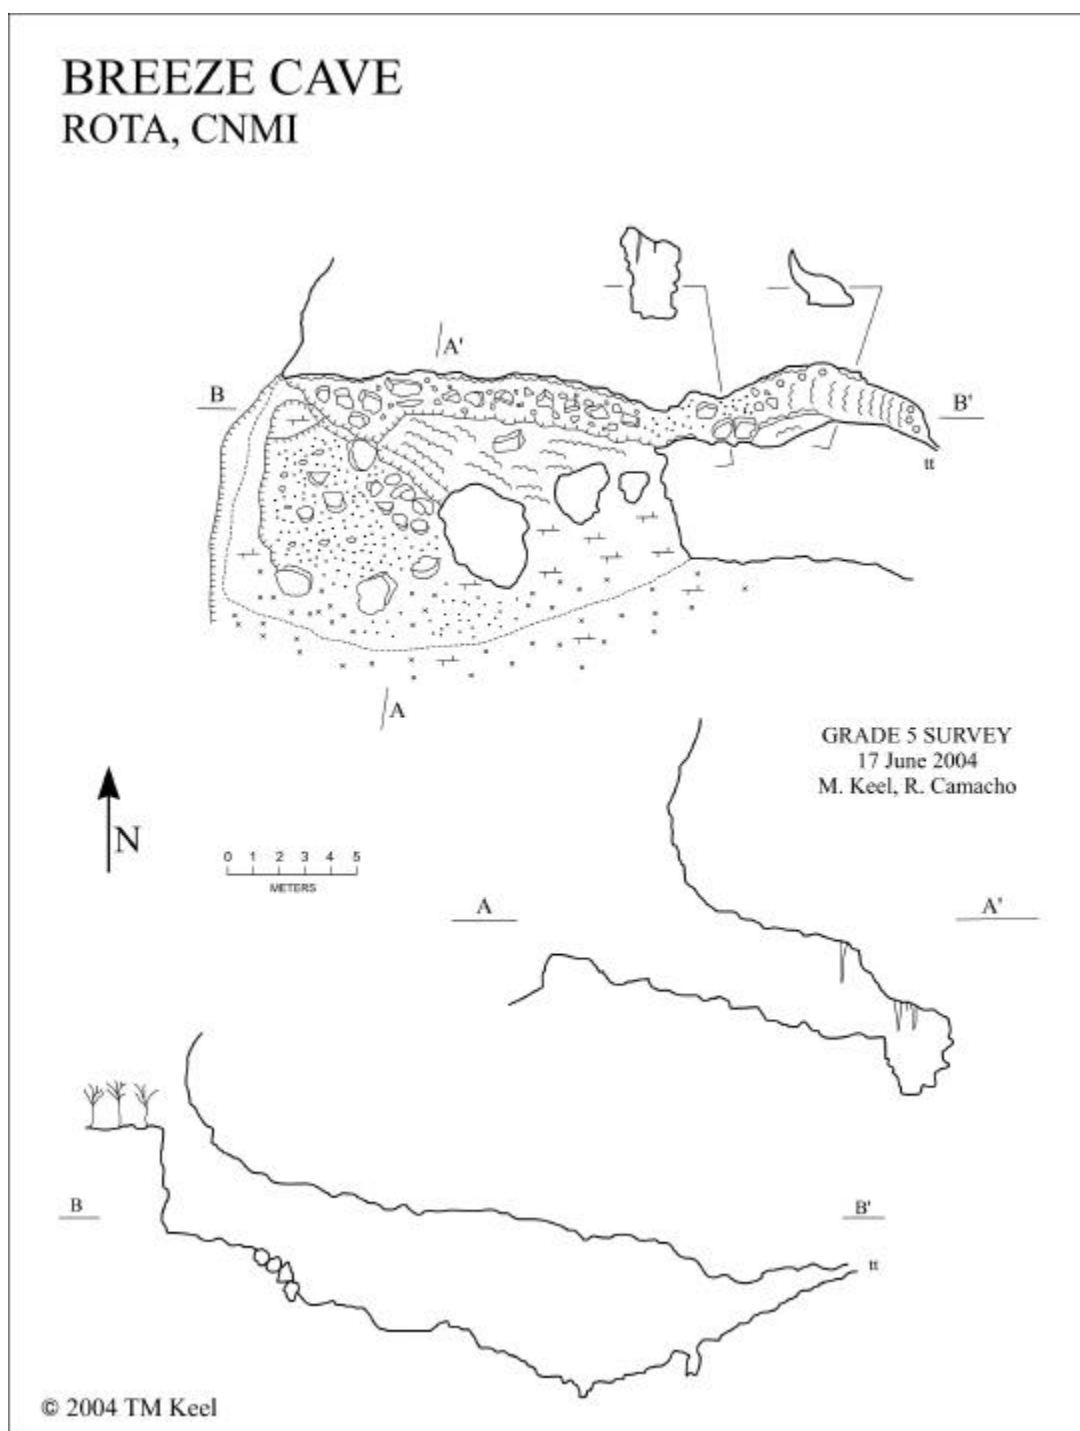 BREEZE CAVE
ROTA, CNMI
A'
B
B'
tt
A
GRADE 5 SURVEY
17 June 2004
M. Keel, R. Camacho
N
0 1 2 3 4 5
METERS
A
A'
B
B'
tt
© 2004 TM Keel